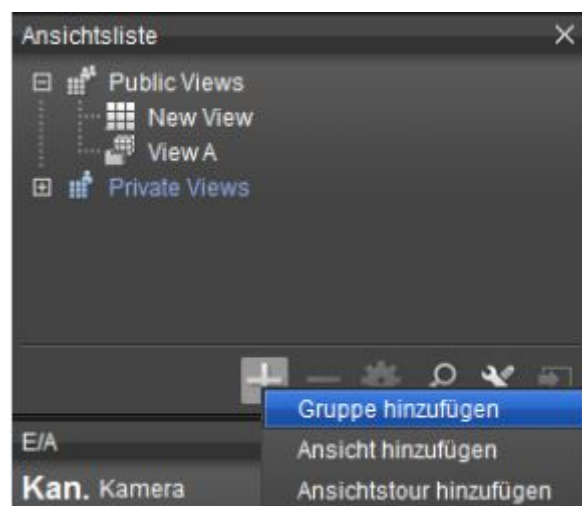 Ansichtsliste
Public Views
New View
View A
Private Views
Gruppe hinzufügen
E/A
Ansicht hinzufügen
Kan. Kamera
Ansichtstour hinzufügen